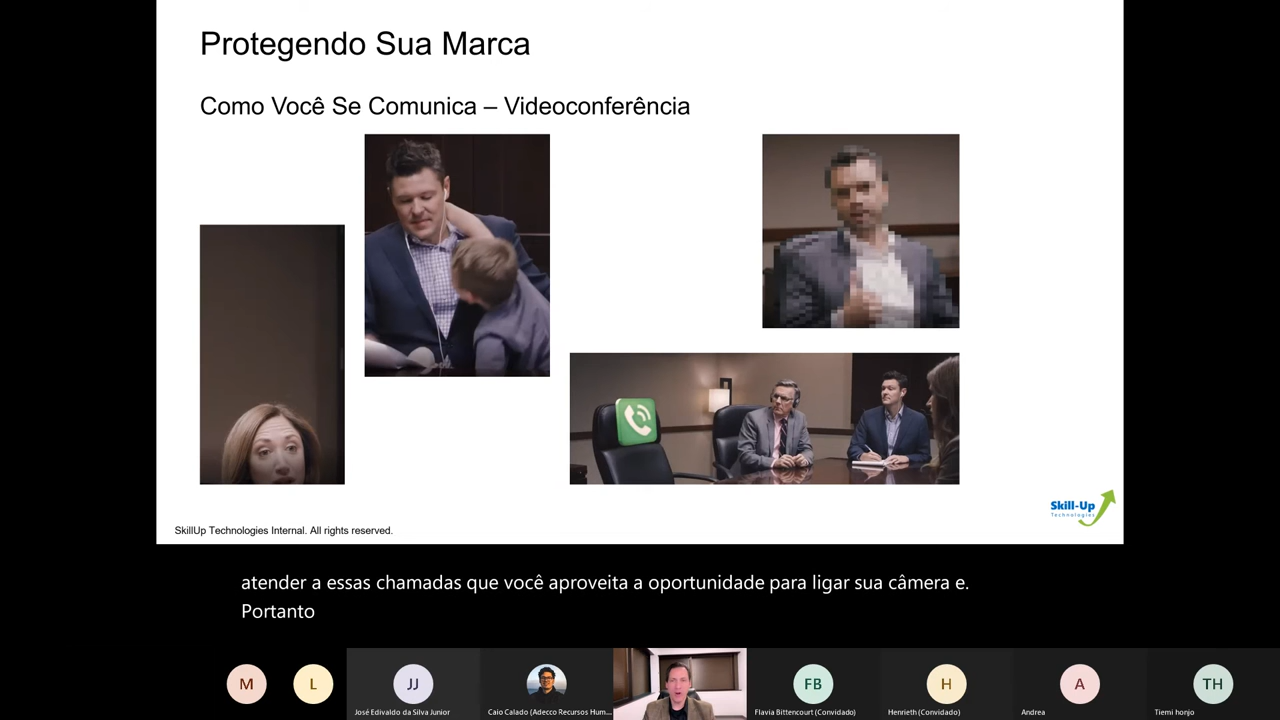 Protegendo Sua Marca
Como Você Se Comunica – Videoconferência
Skill-Up
Technologies
SkillUp Technologies Internal. All rights reserved.
atender a essas chamadas que você aproveita a oportunidade para ligar sua câmera e.
Portanto
M
L
JJ
FB
H
A
TH
José Edivaldo da Silva Junior
Caio Calado (Adecco Recursos Hum...
Flavia Bittencourt (Convidado)
Henrieth (Convidado)
Andrea
Tiemi honjo